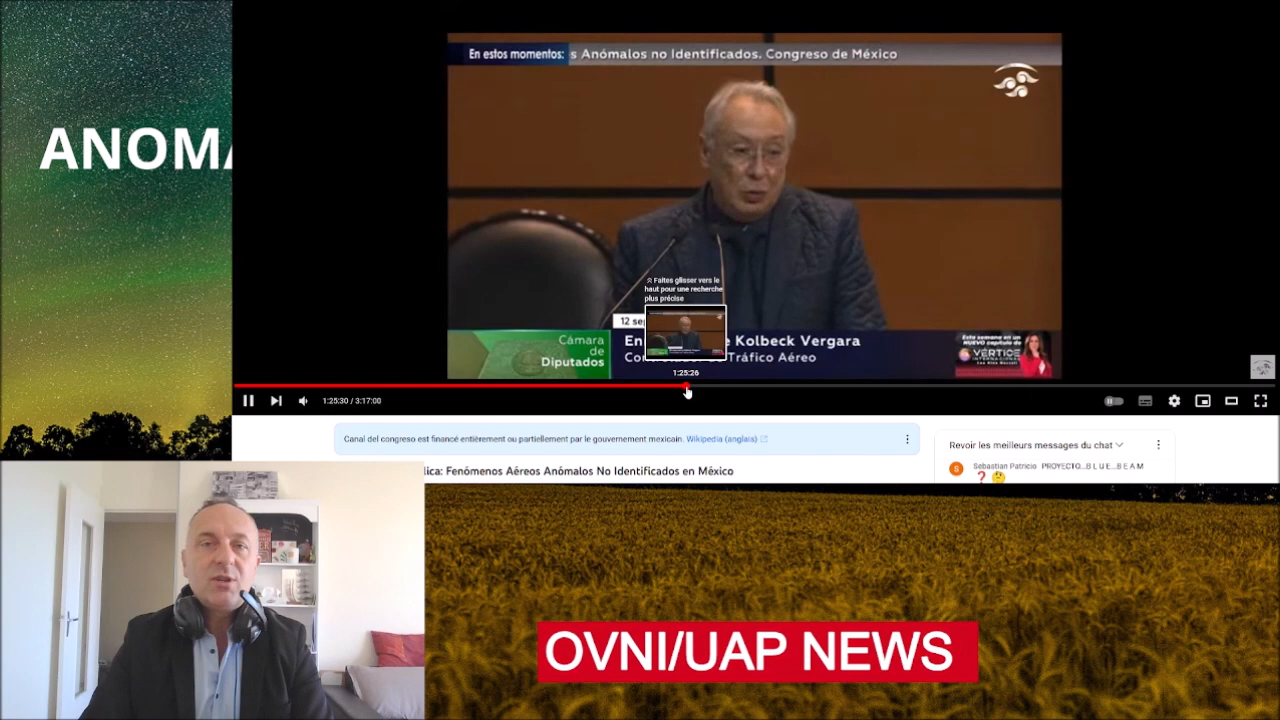 En estos momentos: s Anómalos no Identificados. Congreso de México
ANOMA
Faites glisser vers le
haut pour une recherche
plus précise
12 sep
Cámara
de
Diputados
En e Kolbeck Vergara
Con Tráfico Aéreo
Esta semana en un
NUEVO capítulo de
VÉRTICE
INTERNACIONAL
1:25:26
1:25:30 / 3:17:00
Canal del congreso est financé entièrement ou partiellement par le gouvernement mexicain. Wikipedia (anglais)
Revoir les meilleurs messages du chat
lica: Fenómenos Aéreos Anómalos No Identificados en México
S Sebastian Patricio PROYECTO...B L U E...B E A M
❓ 🤔
OVNI/UAP NEWS